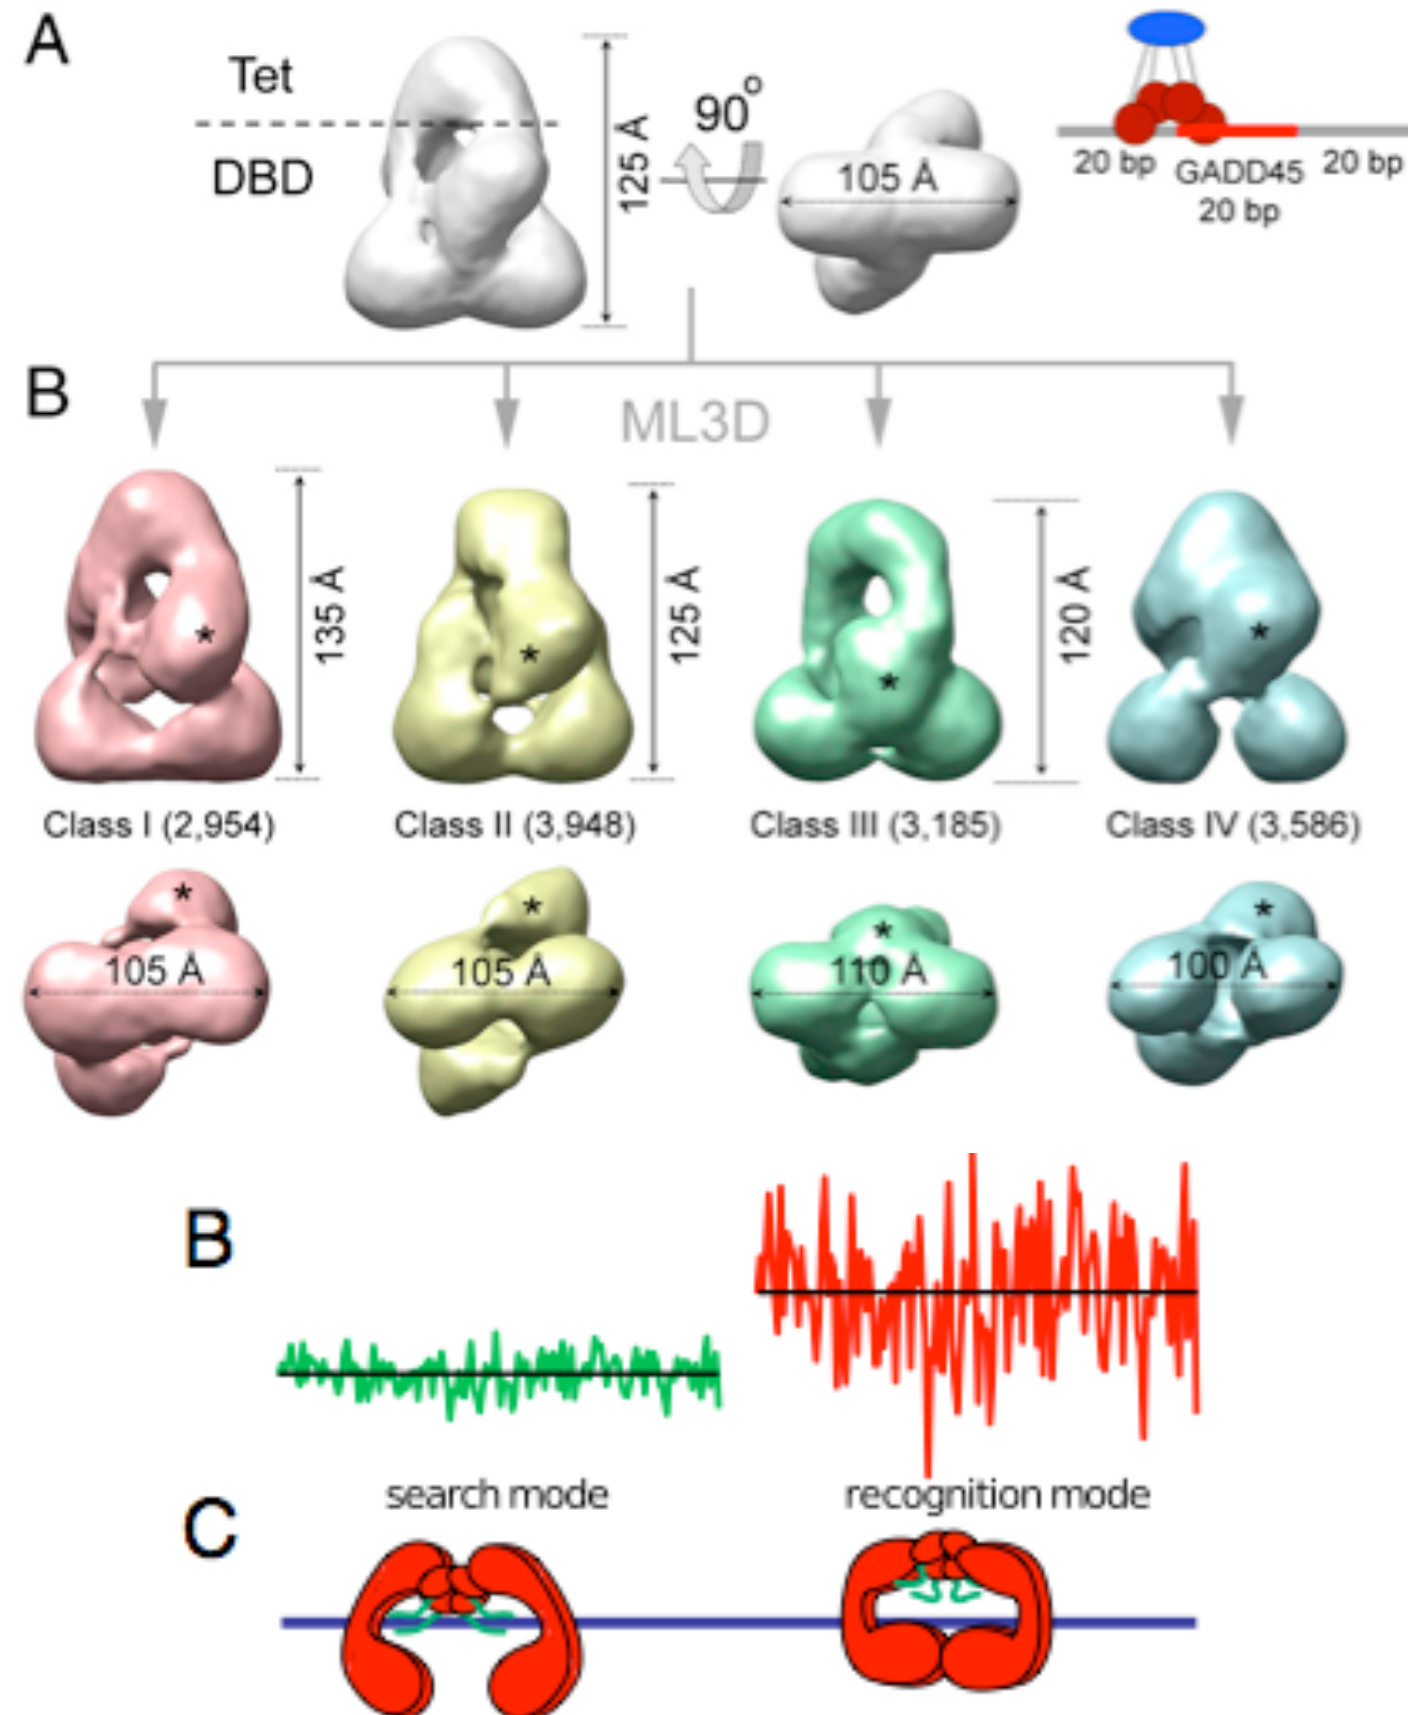 A
Tet
DBD
125 Å
90°
105 Å
20 bp
GADD45
20 bp
20 bp
B
ML3D
135 Å
*
125 Å
*
120 Å
*
*
Class I (2,954)
Class II (3,948)
Class III (3,185)
Class IV (3,586)
*
*
*
*
105 Å
105 Å
110 Å
100 Å
B
search mode
recognition mode
C